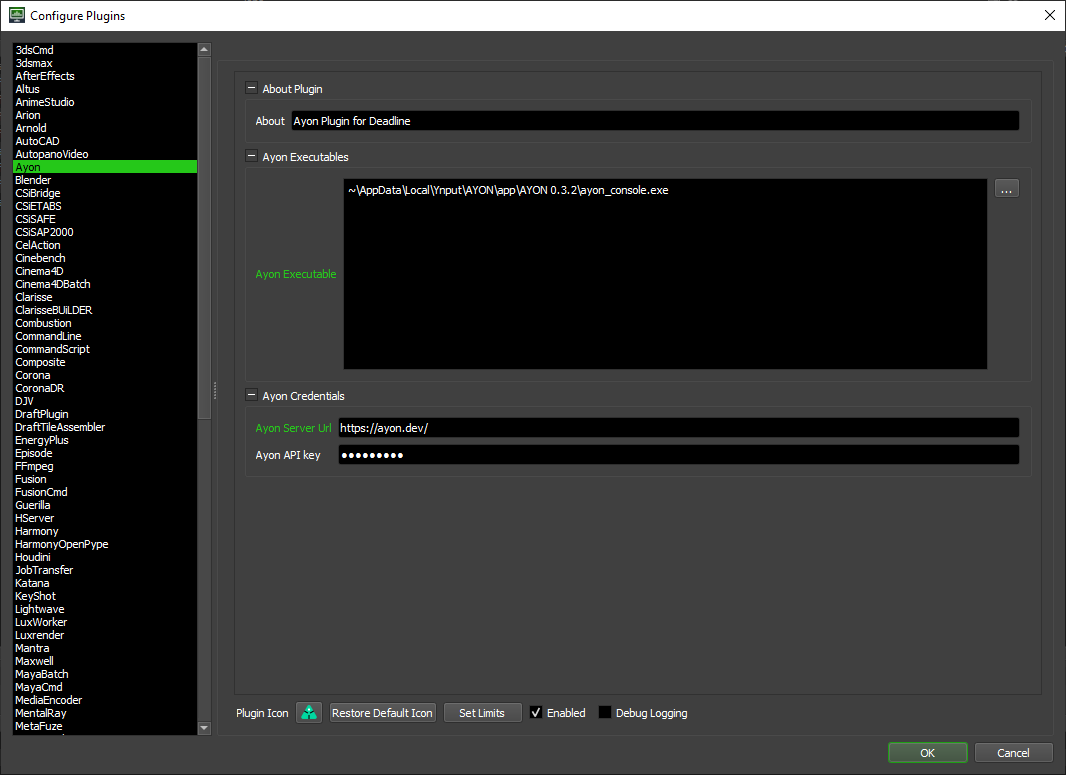 Configure Plugins
3dsCmd
3dsmax
AfterEffects
Altus
AnimeStudio
Arion
Arnold
AutoCAD
AutopanoVideo
Ayon
Blender
CSiBridge
CSiETABS
CSiSAFE
CSiSAP2000
CelAction
Cinebench
Cinema4D
Cinema4DBatch
Clarisse
ClarisseBUiLDER
Combustion
CommandLine
CommandScript
Composite
Corona
CoronaDR
DJV
DraftPlugin
DraftTileAssembler
EnergyPlus
Episode
FFmpeg
Fusion
FusionCmd
Guerilla
HServer
Harmony
HarmonyOpenPype
Houdini
JobTransfer
Katana
KeyShot
Lightwave
LuxWorker
Luxrender
Mantra
Maxwell
MayaBatch
MayaCmd
MediaEncoder
MentalRay
MetaFuze
About Plugin
About Ayon Plugin for Deadline
Ayon Executables
~\AppData\Local\Ynput\AYON\app\AYON 0.3.2\ayon_console.exe
...
Ayon Executable
Ayon Credentials
Ayon Server Url https://ayon.dev/
Ayon API key ●●●●●●●●●
Plugin Icon Restore Default Icon Set Limits Enabled Debug Logging
OK Cancel